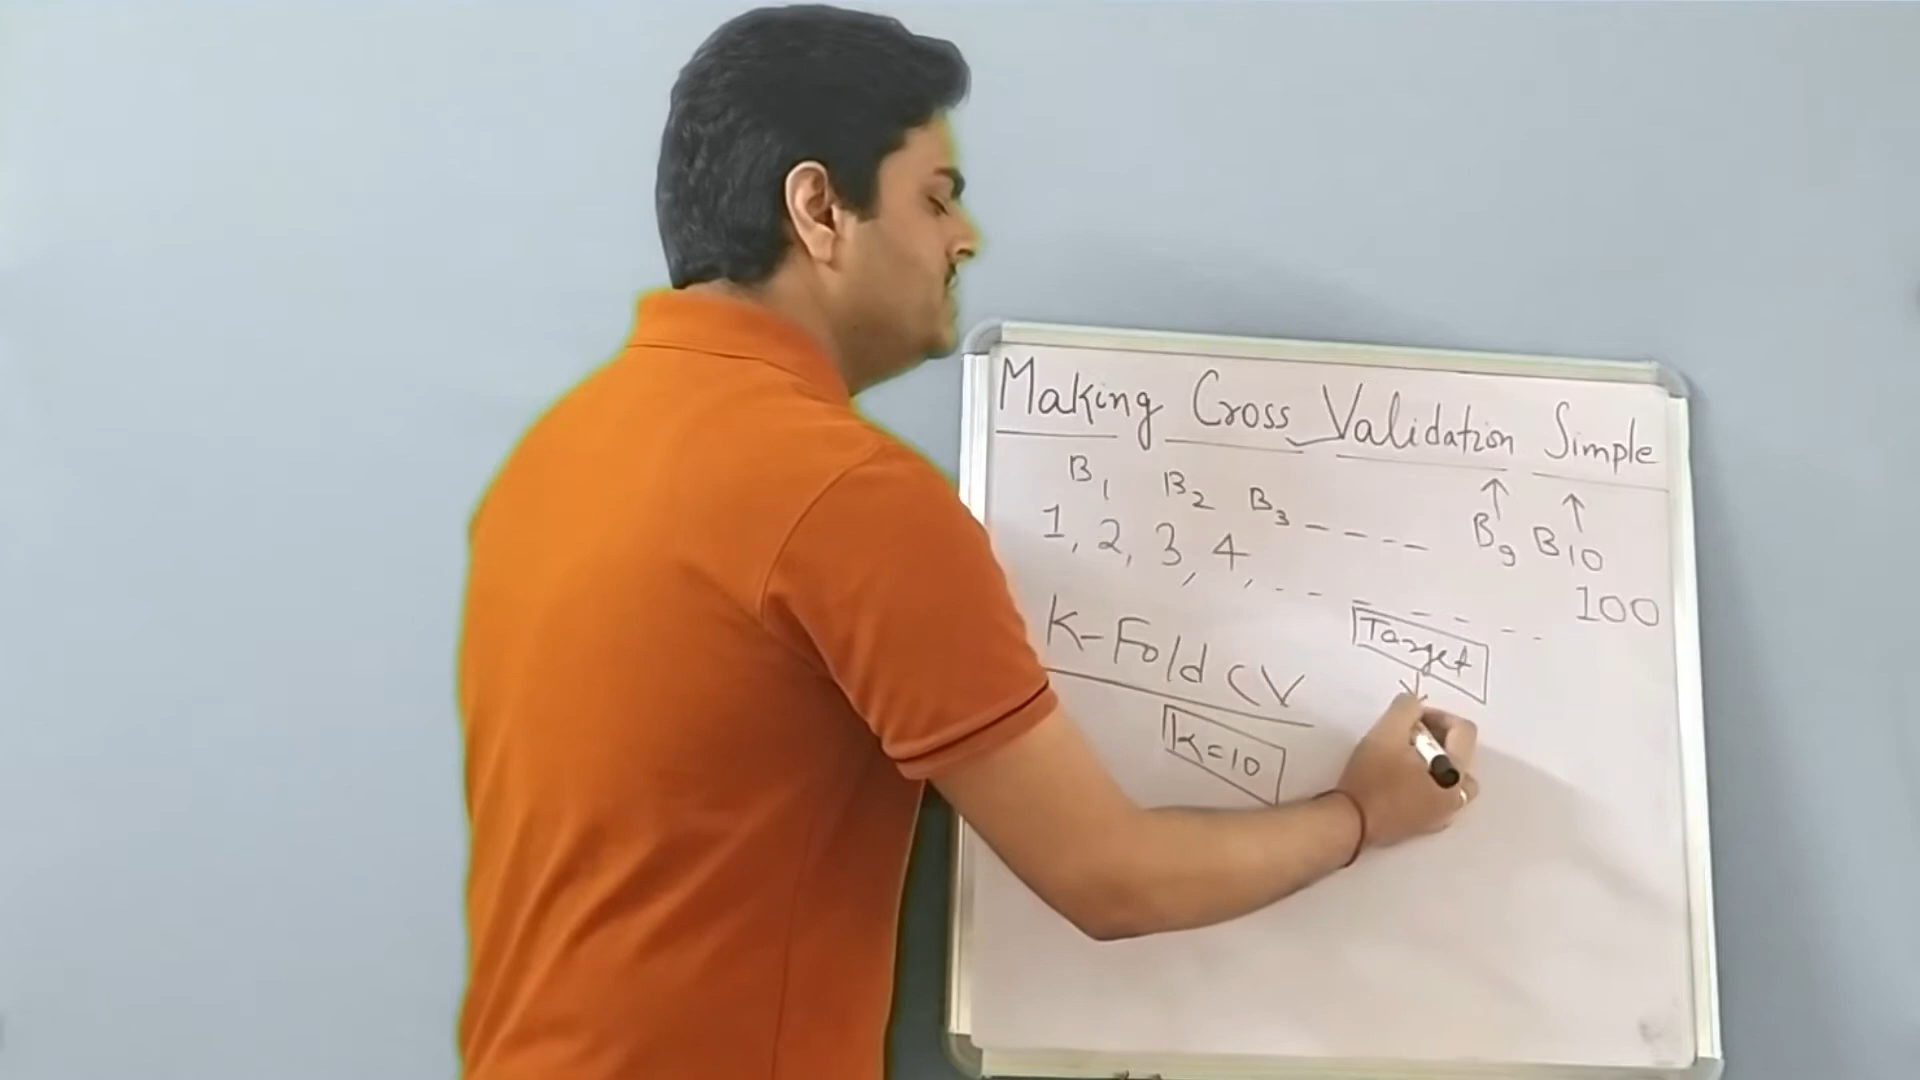 Making Cross Validation Simple
B1 B2 B3 ---- B9 B10
1, 2, 3, 4, --------- 100
K-Fold CV
Target
K=10